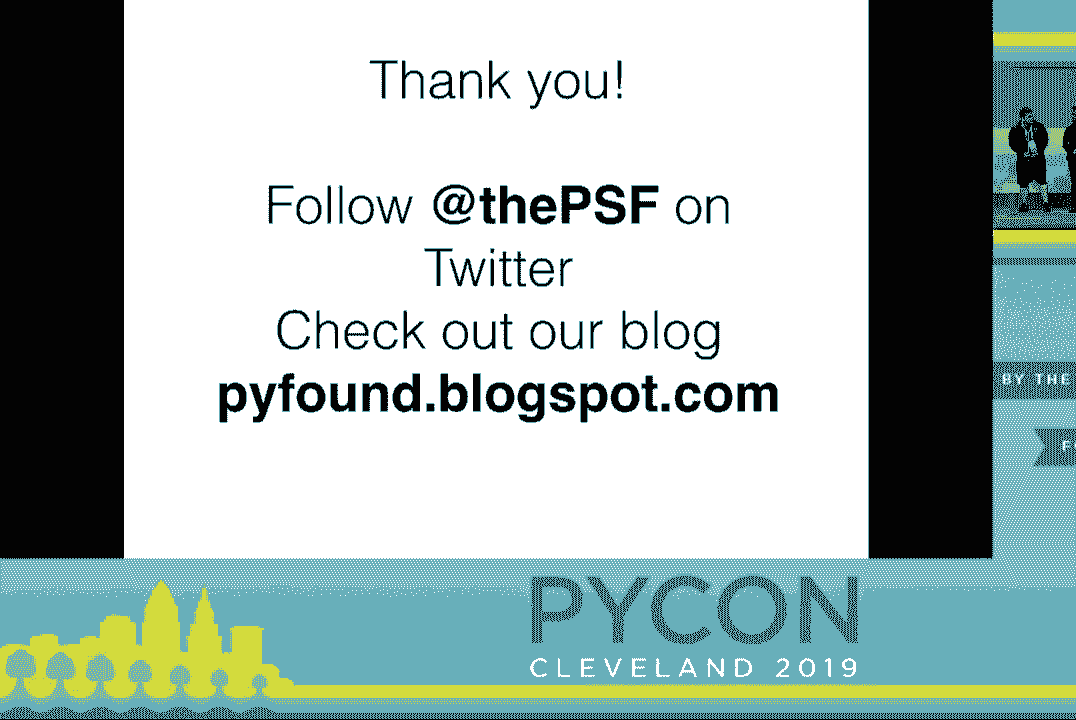 Thank you!
Follow @thePSF on
Twitter
Check out our blog
pyfound.blogspot.com
BY THE
PYCON
CLEVELAND 2019